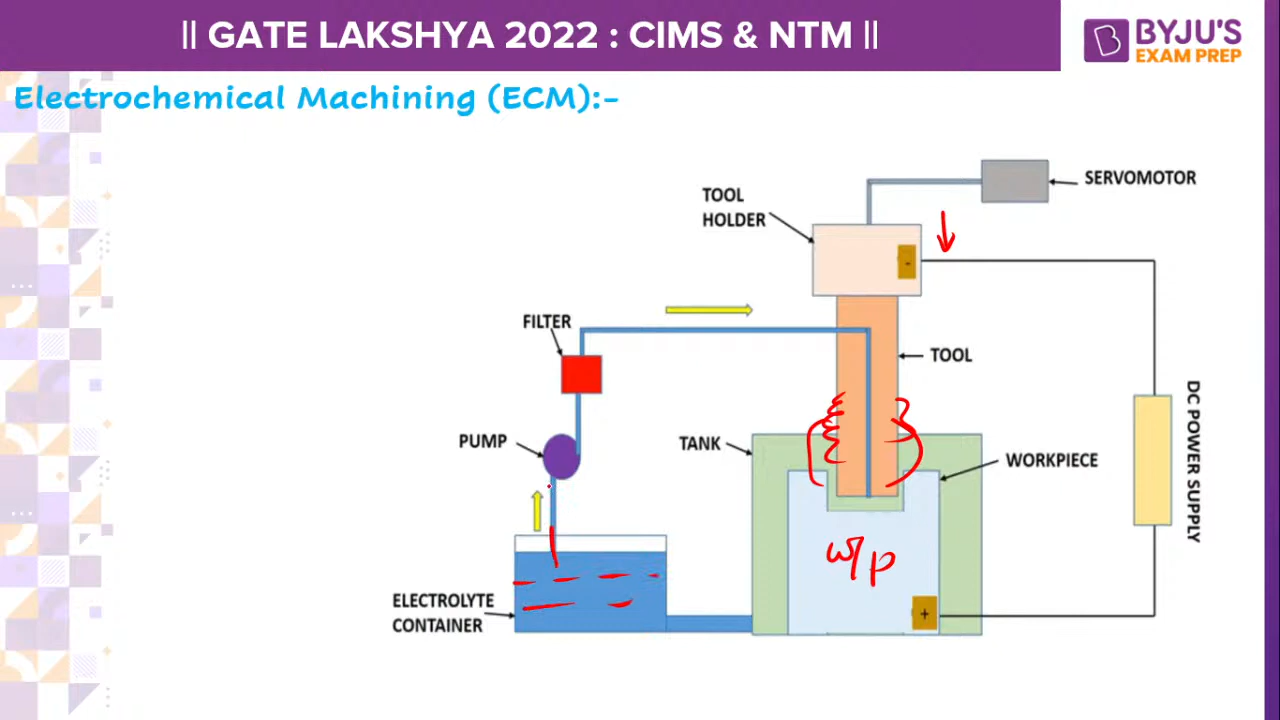 || GATE LAKSHYA 2022 : CIMS & NTM ||
BYJU'S
EXAM PREP
Electrochemical Machining (ECM):-
SERVOMOTOR
TOOL
HOLDER
-
FILTER
TOOL
PUMP
TANK
WORKPIECE
DC POWER SUPPLY
w/p
ELECTROLYTE
CONTAINER
+